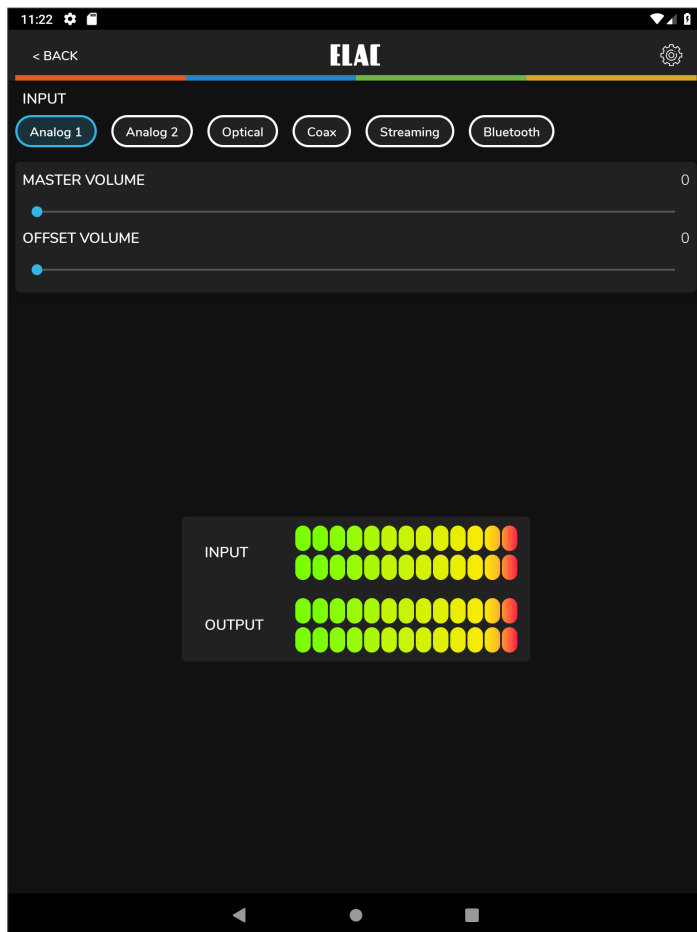 11:22
< BACK
ELAC
INPUT
Analog 1 Analog 2 Optical Coax Streaming Bluetooth
MASTER VOLUME 0
OFFSET VOLUME 0
INPUT
OUTPUT